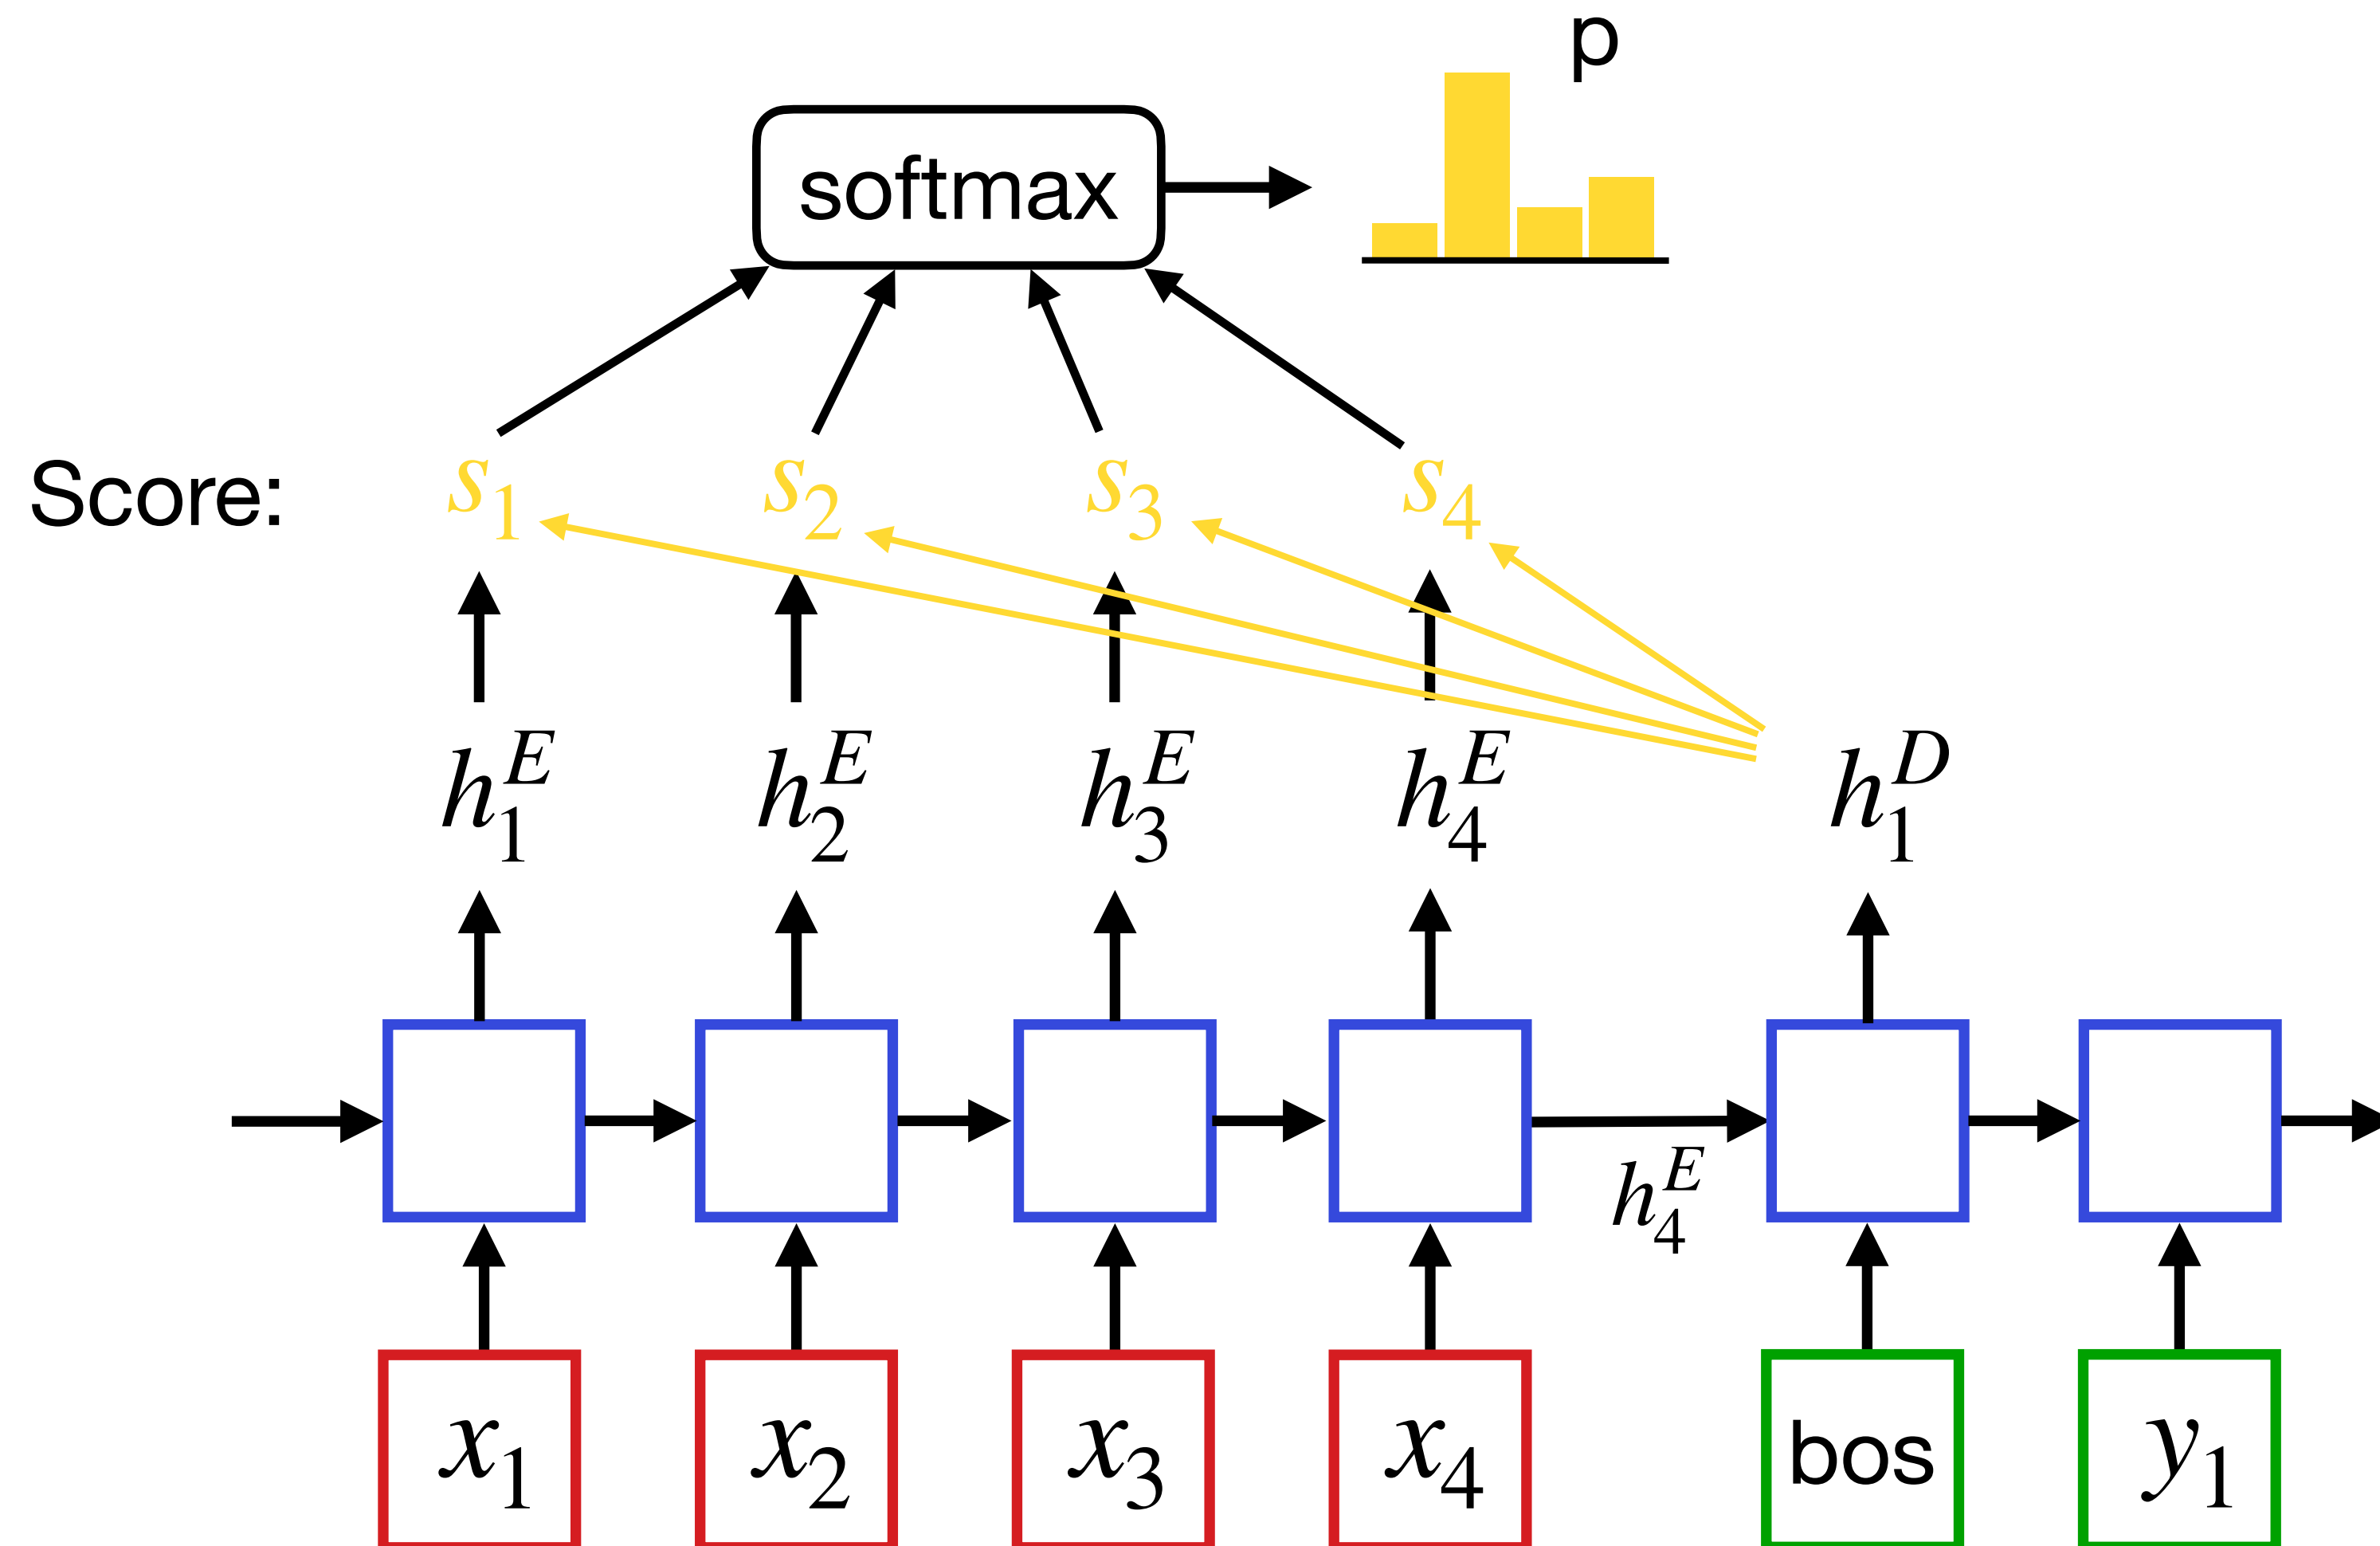 p
softmax
Score: s₁ s₂ s₃ s₄
h₁ᴱ h₂ᴱ h₃ᴱ h₄ᴱ h₁ᴰ
h₄ᴱ
x₁ x₂ x₃ x₄ bos y₁